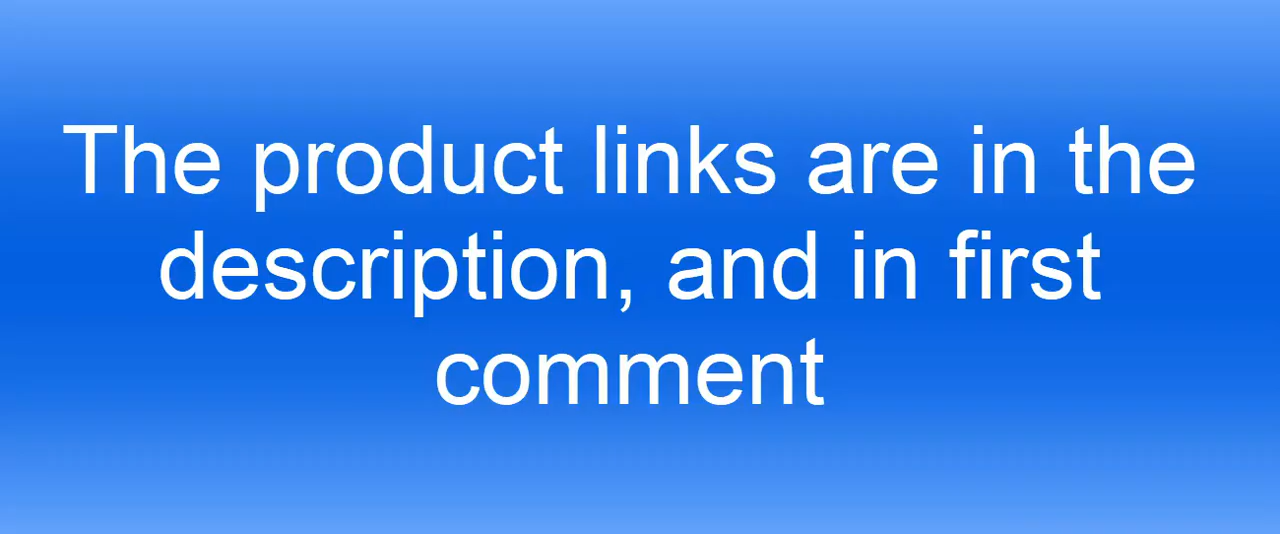 The product links are in the
description, and in first
comment